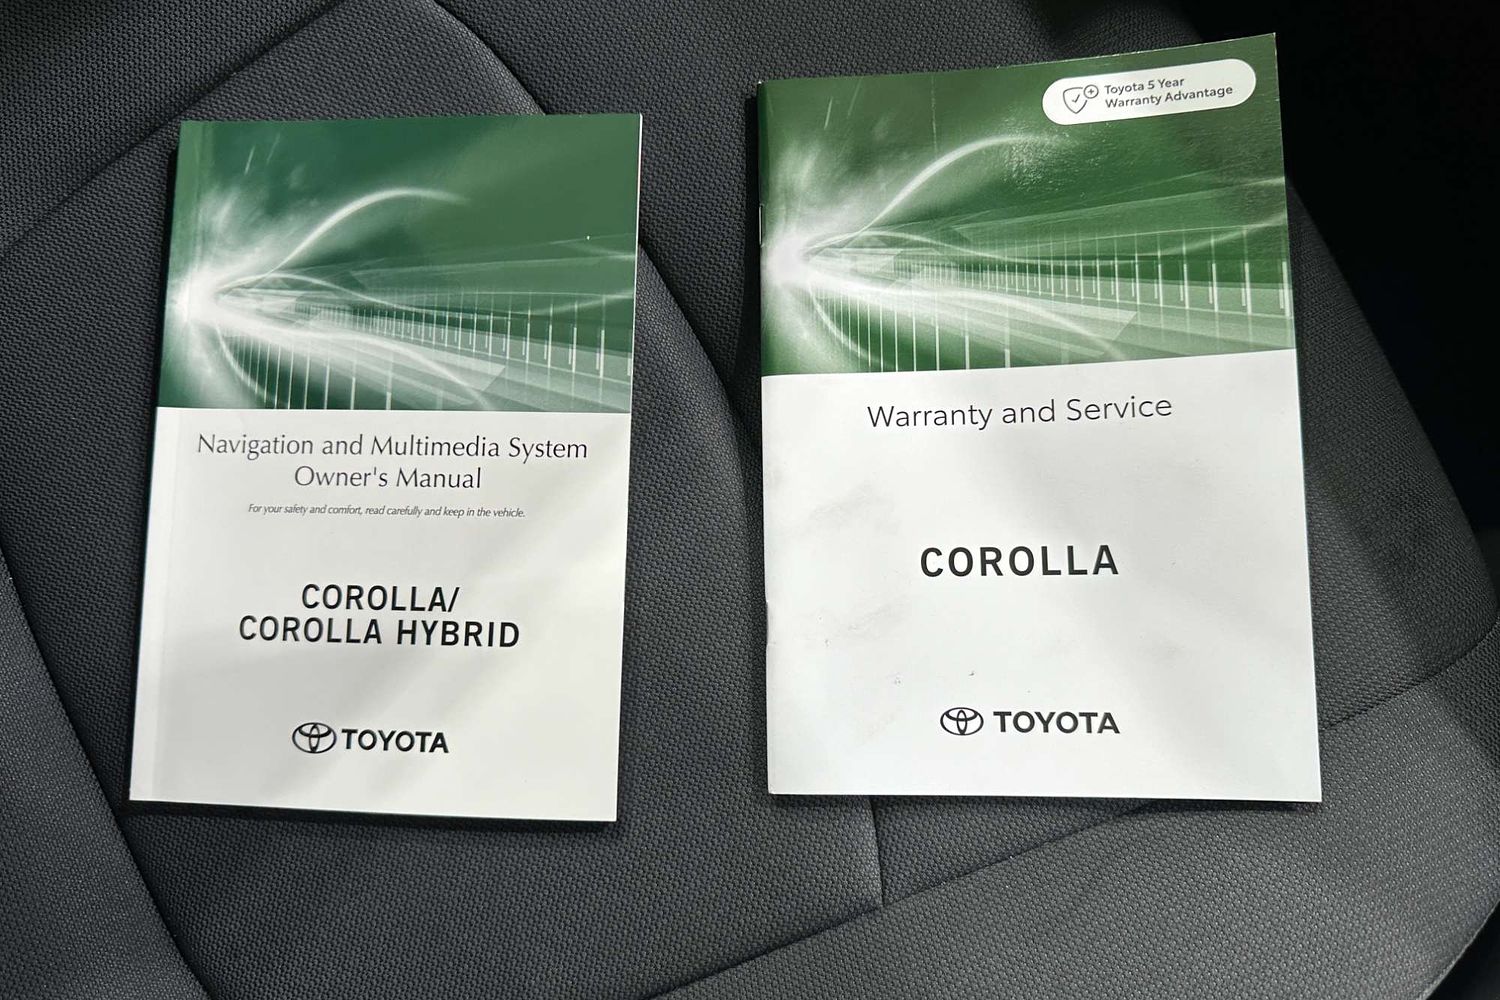 Navigation and Multimedia System
Owner's Manual
For your safety and comfort, read carefully and keep in the vehicle.
COROLLA/
COROLLA HYBRID
TOYOTA
Toyota 5 Year
Warranty Advantage
Warranty and Service
COROLLA
TOYOTA